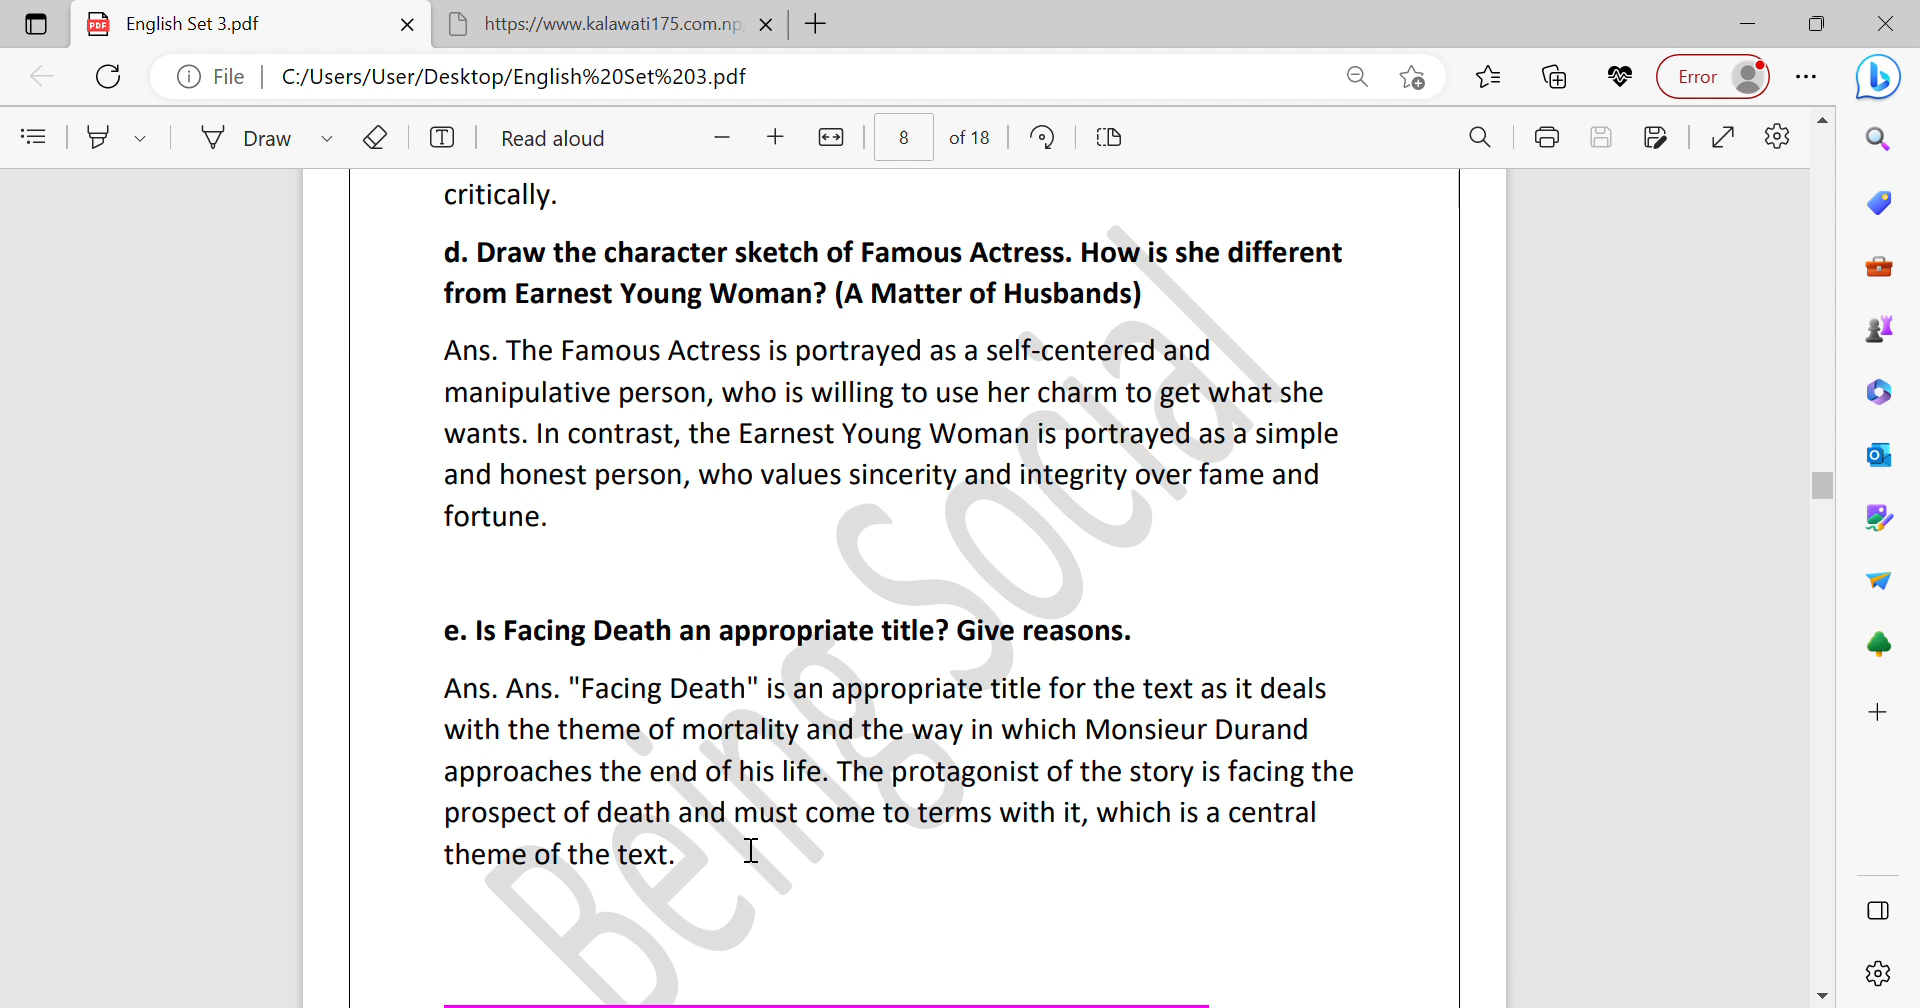 English Set 3.pdf
https://www.kalawati175.com.np/
File
C:/Users/User/Desktop/English%20Set%203.pdf
Error
Draw
Read aloud
8
of 18
critically.
d. Draw the character sketch of Famous Actress. How is she different
from Earnest Young Woman? (A Matter of Husbands)
Ans. The Famous Actress is portrayed as a self-centered and
manipulative person, who is willing to use her charm to get what she
wants. In contrast, the Earnest Young Woman is portrayed as a simple
and honest person, who values sincerity and integrity over fame and
fortune.
e. Is Facing Death an appropriate title? Give reasons.
Ans. Ans. "Facing Death" is an appropriate title for the text as it deals
with the theme of mortality and the way in which Monsieur Durand
approaches the end of his life. The protagonist of the story is facing the
prospect of death and must come to terms with it, which is a central
theme of the text.
Being Social